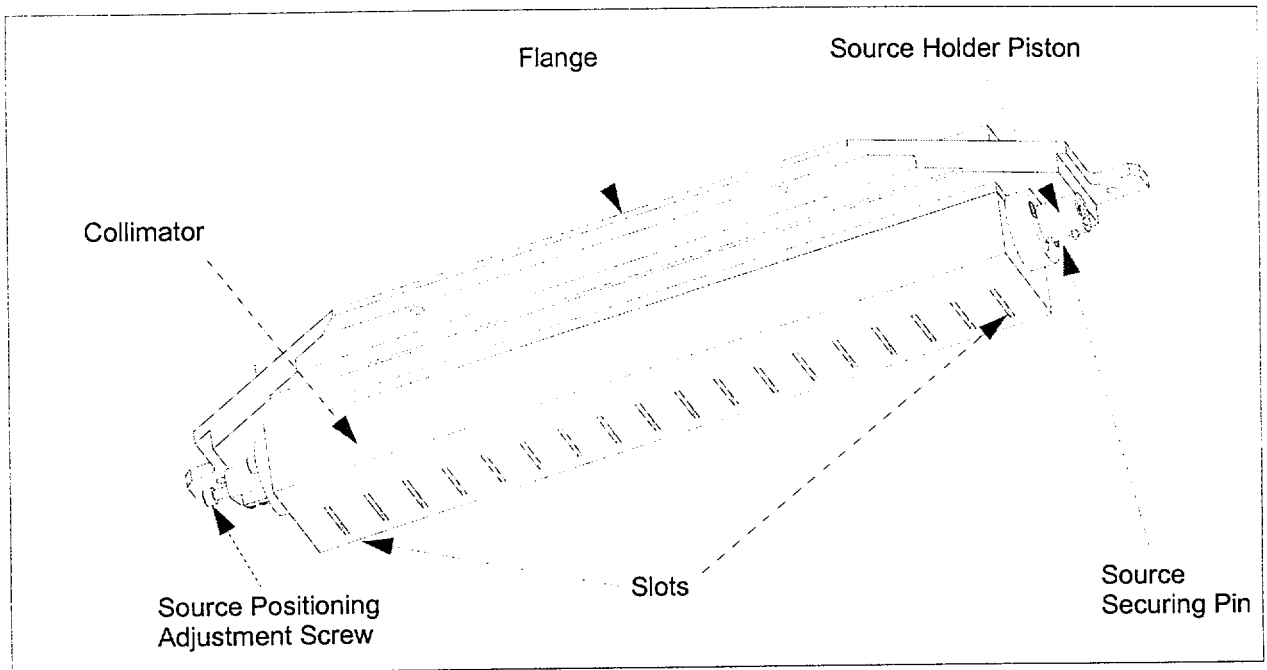 Flange
Source Holder Piston
Collimator
Slots
Source Positioning
Adjustment Screw
Source
Securing Pin